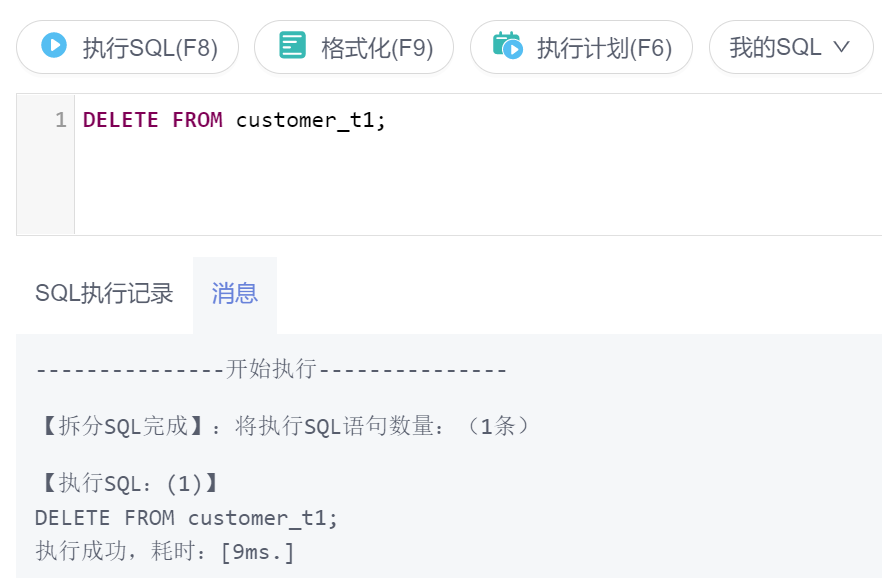 执行SQL(F8) 格式化(F9) 执行计划(F6) 我的SQL
1 DELETE FROM customer_t1;
SQL执行记录 消息
---------------开始执行---------------
【拆分SQL完成】：将执行SQL语句数量：（1条）
【执行SQL：(1)】
DELETE FROM customer_t1;
执行成功，耗时：[9ms.]